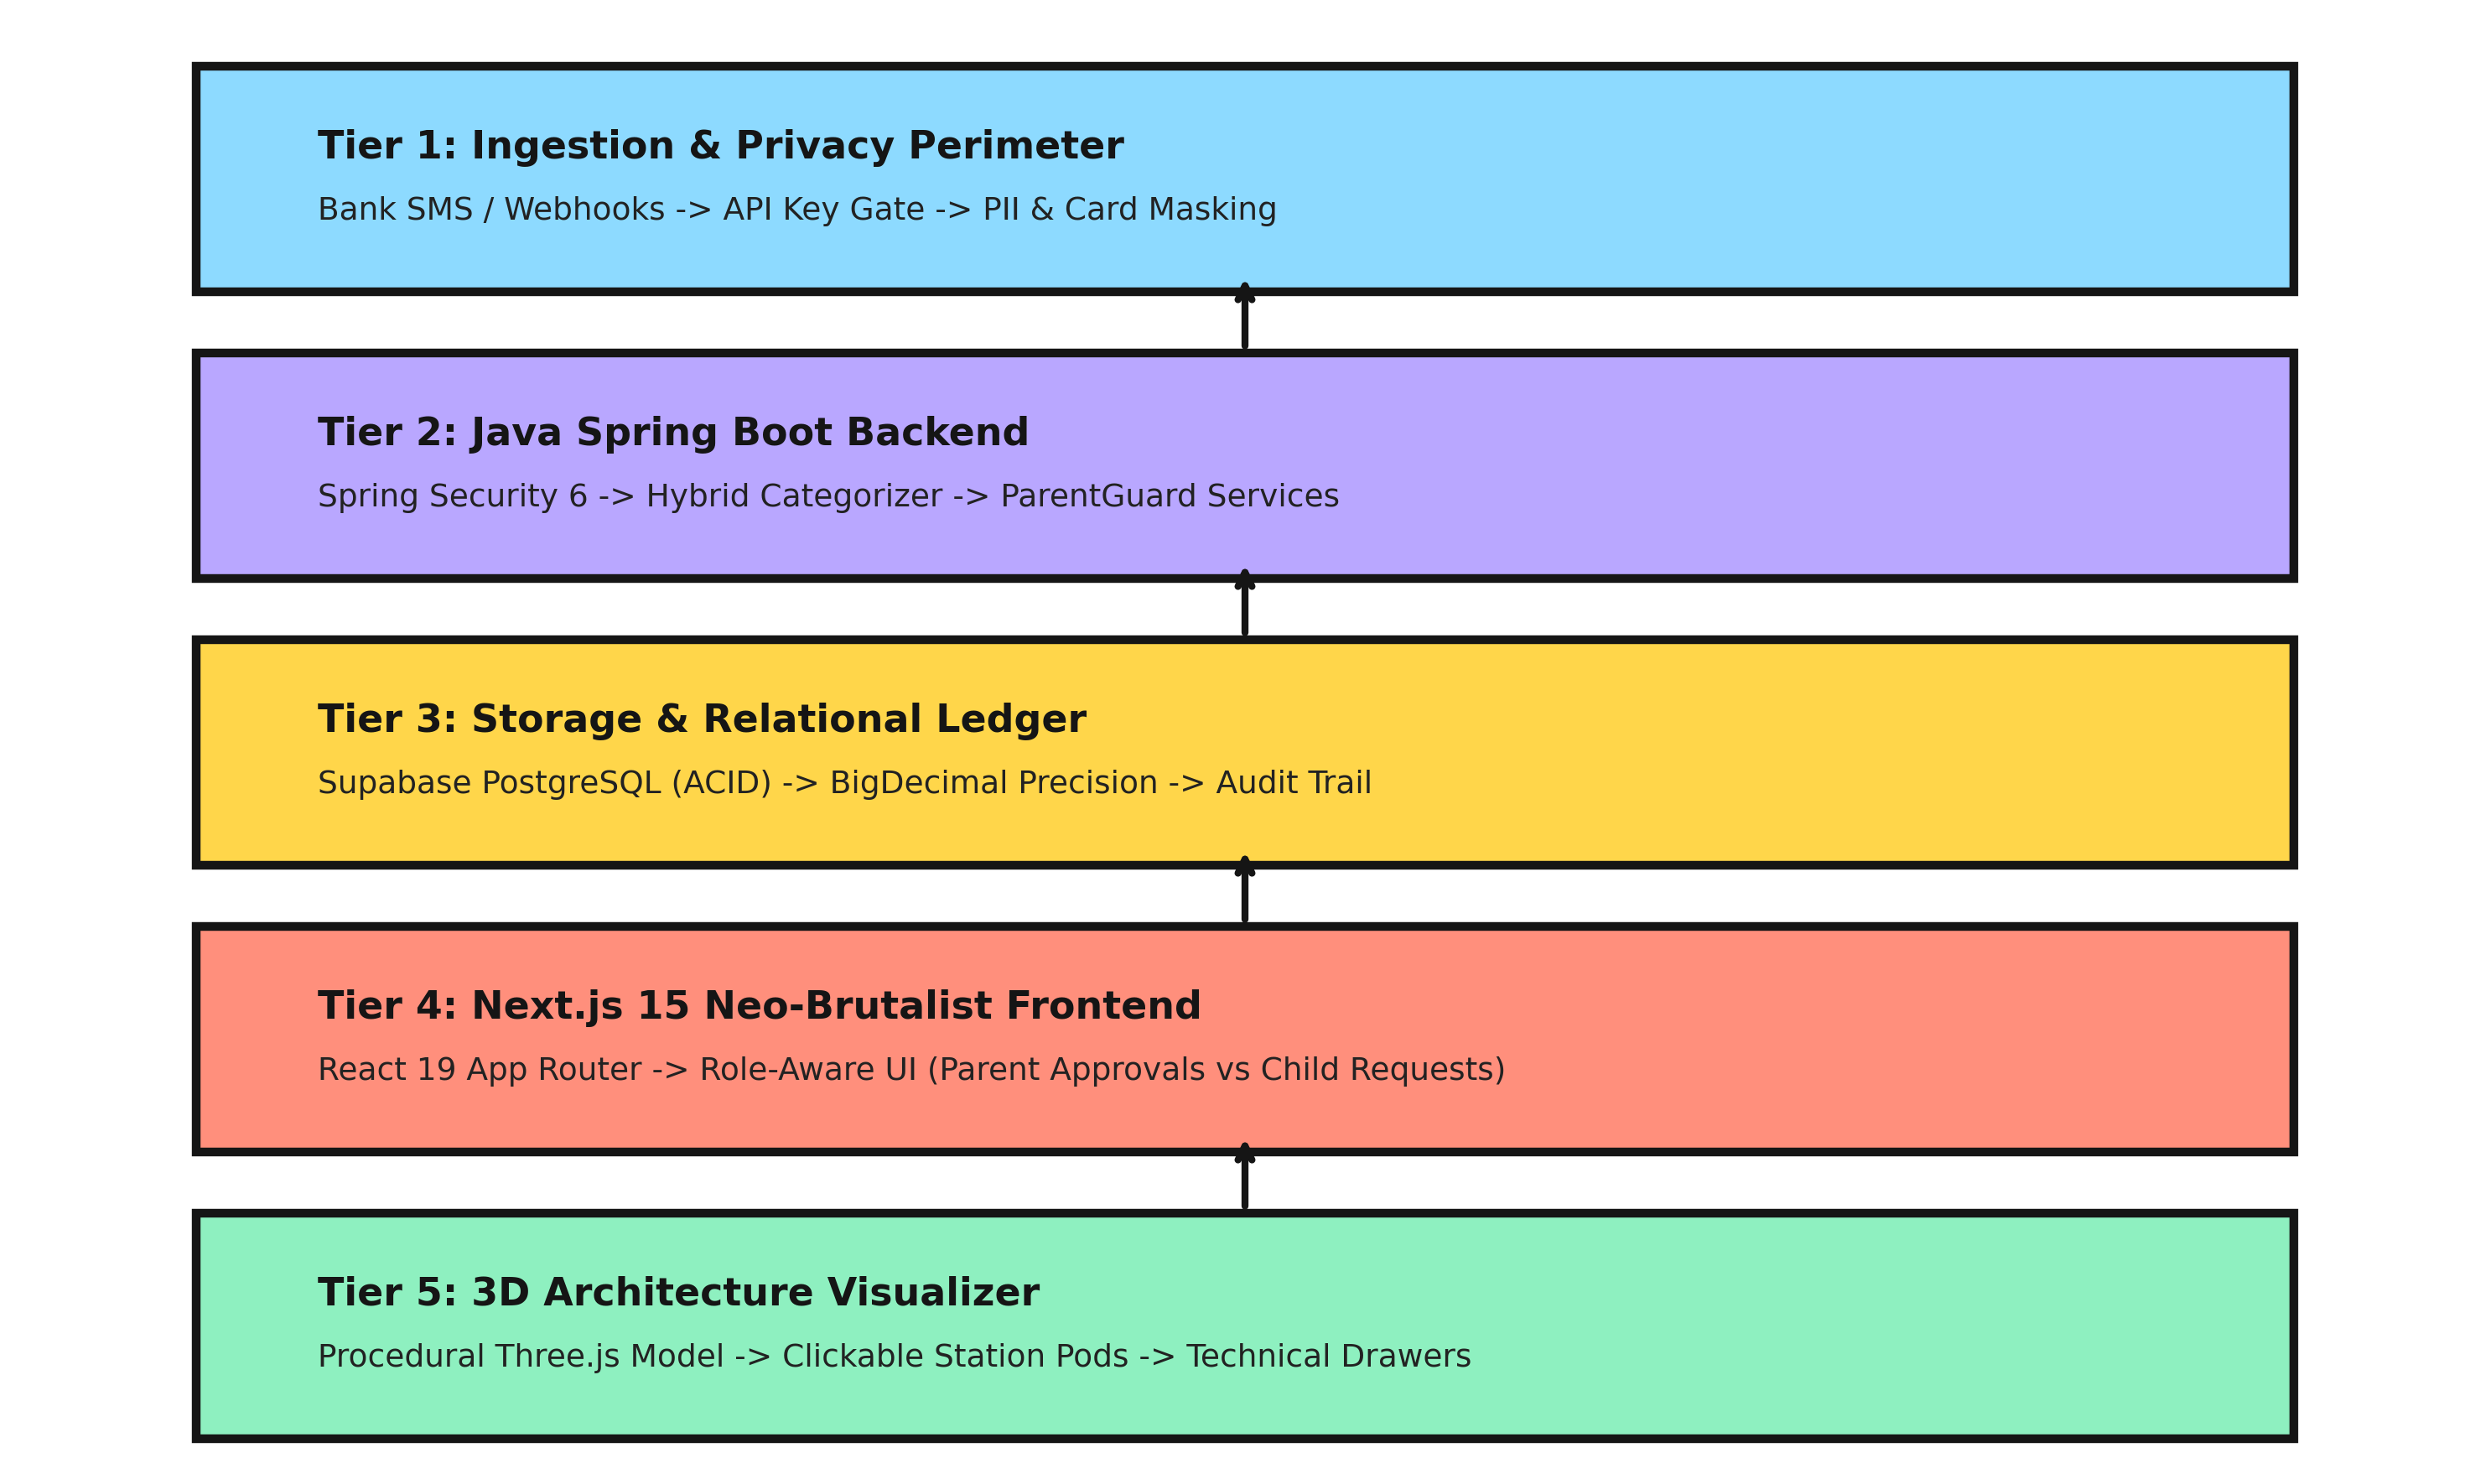 Tier 1: Ingestion & Privacy Perimeter
Bank SMS / Webhooks -> API Key Gate -> PII & Card Masking
Tier 2: Java Spring Boot Backend
Spring Security 6 -> Hybrid Categorizer -> ParentGuard Services
Tier 3: Storage & Relational Ledger
Supabase PostgreSQL (ACID) -> BigDecimal Precision -> Audit Trail
Tier 4: Next.js 15 Neo-Brutalist Frontend
React 19 App Router -> Role-Aware UI (Parent Approvals vs Child Requests)
Tier 5: 3D Architecture Visualizer
Procedural Three.js Model -> Clickable Station Pods -> Technical Drawers